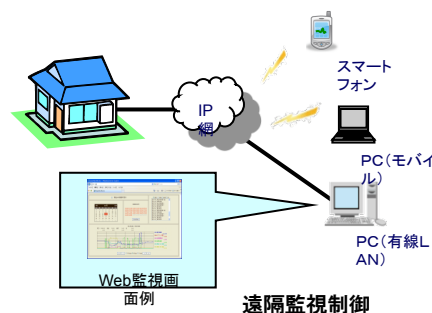 スマート
フォン
IP
網
PC(モバイ
ル)
PC(有線L
AN)
Web監視画
面例
遠隔監視制御